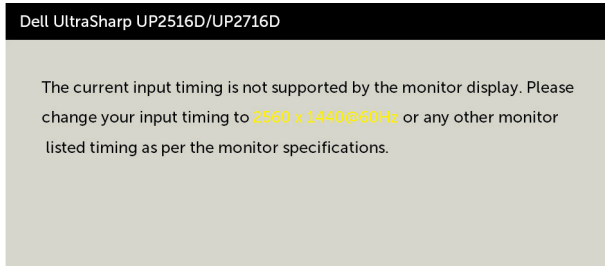 Dell UltraSharp UP2516D/UP2716D
The current input timing is not supported by the monitor display. Please
change your input timing to 2560 x 1440@60Hz or any other monitor
listed timing as per the monitor specifications.